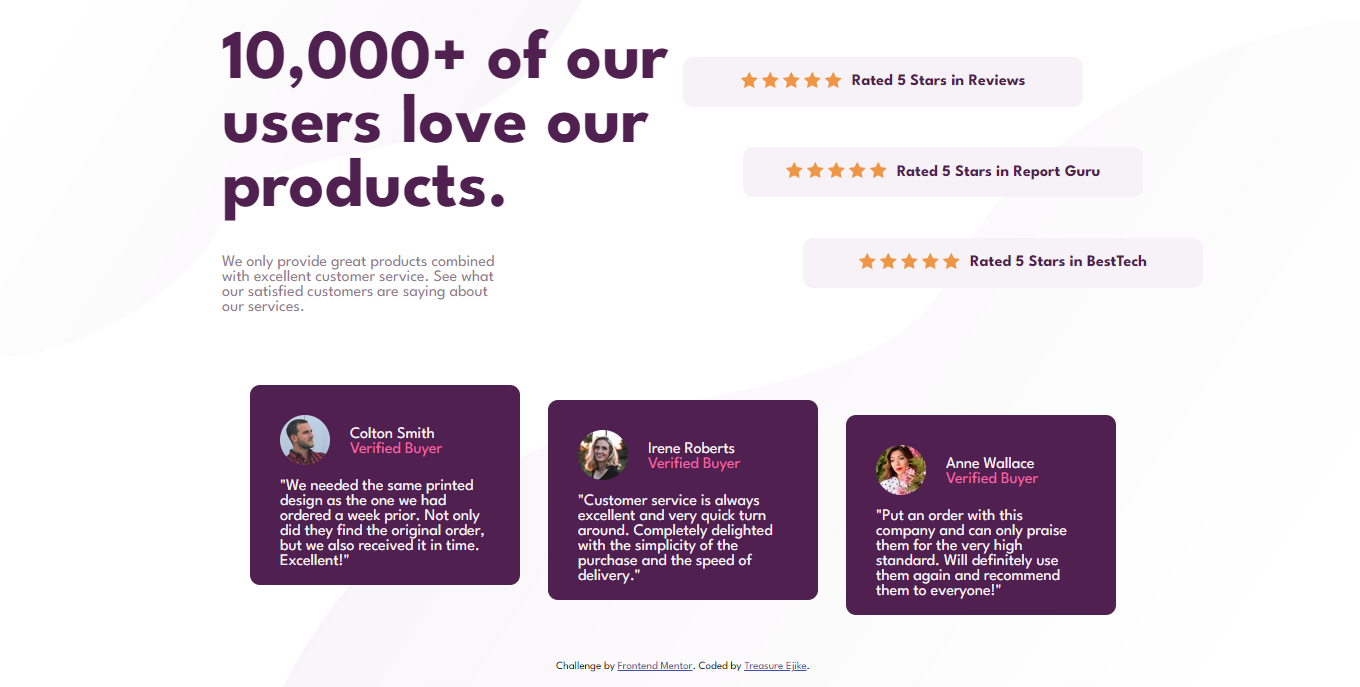 10,000+ of our
users love our
products.
We only provide great products combined
with excellent customer service. See what
our satisfied customers are saying about
our services.
Rated 5 Stars in Reviews
Rated 5 Stars in Report Guru
Rated 5 Stars in BestTech
Colton Smith
Verified Buyer
"We needed the same printed
design as the one we had
ordered a week prior. Not only
did they find the original order,
but we also received it in time.
Excellent!"
Irene Roberts
Verified Buyer
"Customer service is always
excellent and very quick turn
around. Completely delighted
with the simplicity of the
purchase and the speed of
delivery."
Anne Wallace
Verified Buyer
"Put an order with this
company and can only praise
them for the very high
standard. Will definitely use
them again and recommend
them to everyone!"
Challenge by Frontend Mentor. Coded by Treasure Ejike.